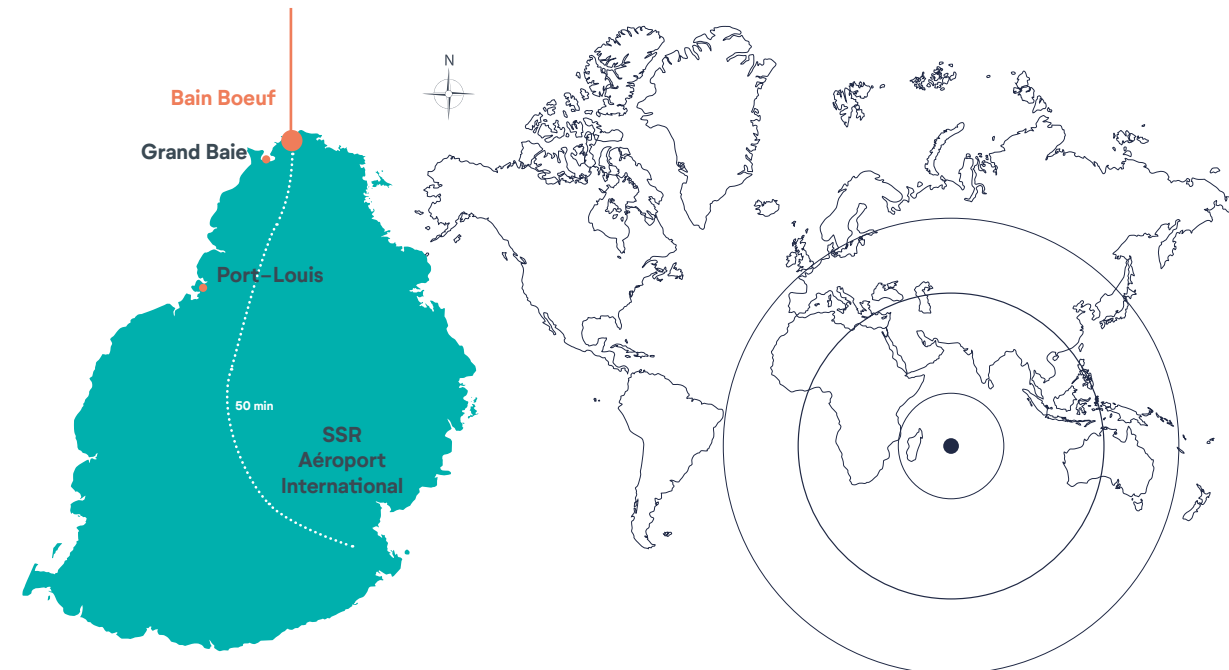 N
Bain Boeuf
Grand Baie
Port-Louis
50 min
SSR
Aéroport
International